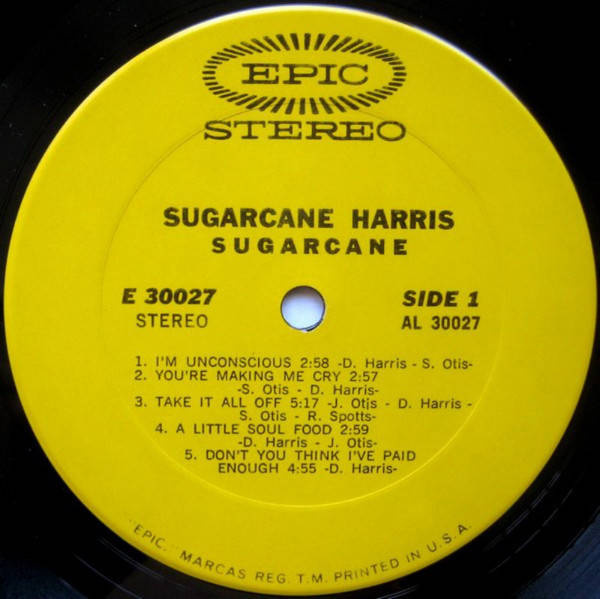 EPIC
STEREO
SUGARCANE HARRIS
SUGARCANE
E 30027
STEREO
SIDE 1
AL 30027
1. I'M UNCONSCIOUS 2:58 -D. Harris - S. Otis-
2. YOU'RE MAKING ME CRY 2:57
-S. Otis - D. Harris-
3. TAKE IT ALL OFF 5:17 -J. Otis - D. Harris -
S. Otis - R. Spotts-
4. A LITTLE SOUL FOOD 2:59
-D. Harris - J. Otis-
5. DON'T YOU THINK I'VE PAID
ENOUGH 4:55 -D. Harris-
"EPIC," MARCAS REG. T.M. PRINTED IN U.S.A.